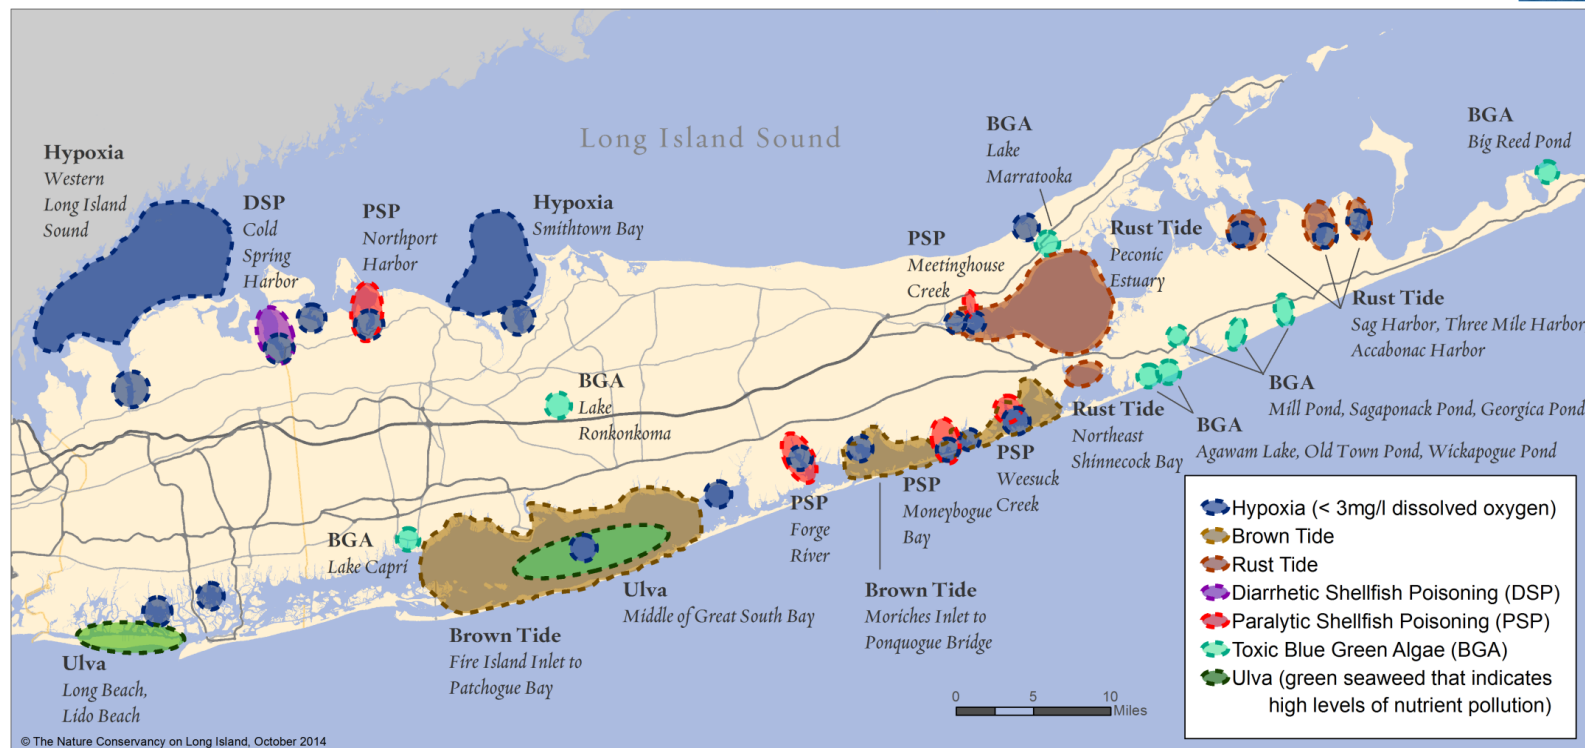 Long Island Sound
Hypoxia
Western
Long Island
Sound
DSP
Cold
Spring
Harbor
PSP
Northport
Harbor
Hypoxia
Smithtown Bay
PSP
Meetinghouse
Creek
BGA
Lake
Marratooka
Rust Tide
Peconic
Estuary
BGA
Big Reed Pond
Rust Tide
Sag Harbor, Three Mile Harbor
Accabonac Harbor
BGA
Mill Pond, Sagaponack Pond, Georgica Pond
BGA
Agawam Lake, Old Town Pond, Wickapogue Pond
Rust Tide
Northeast
Shinnecock Bay
BGA
Lake
Ronkonkoma
PSP
Weesuck
Creek
PSP
Moneybogue
Bay
PSP
Forge
River
BGA
Lake Capri
Ulva
Middle of Great South Bay
Brown Tide
Moriches Inlet to
Ponquogue Bridge
Brown Tide
Fire Island Inlet to
Patchogue Bay
Ulva
Long Beach,
Lido Beach
Hypoxia (< 3mg/l dissolved oxygen)
Brown Tide
Rust Tide
Diarrhetic Shellfish Poisoning (DSP)
Paralytic Shellfish Poisoning (PSP)
Toxic Blue Green Algae (BGA)
Ulva (green seaweed that indicates
high levels of nutrient pollution)
0 5 10
Miles
© The Nature Conservancy on Long Island, October 2014